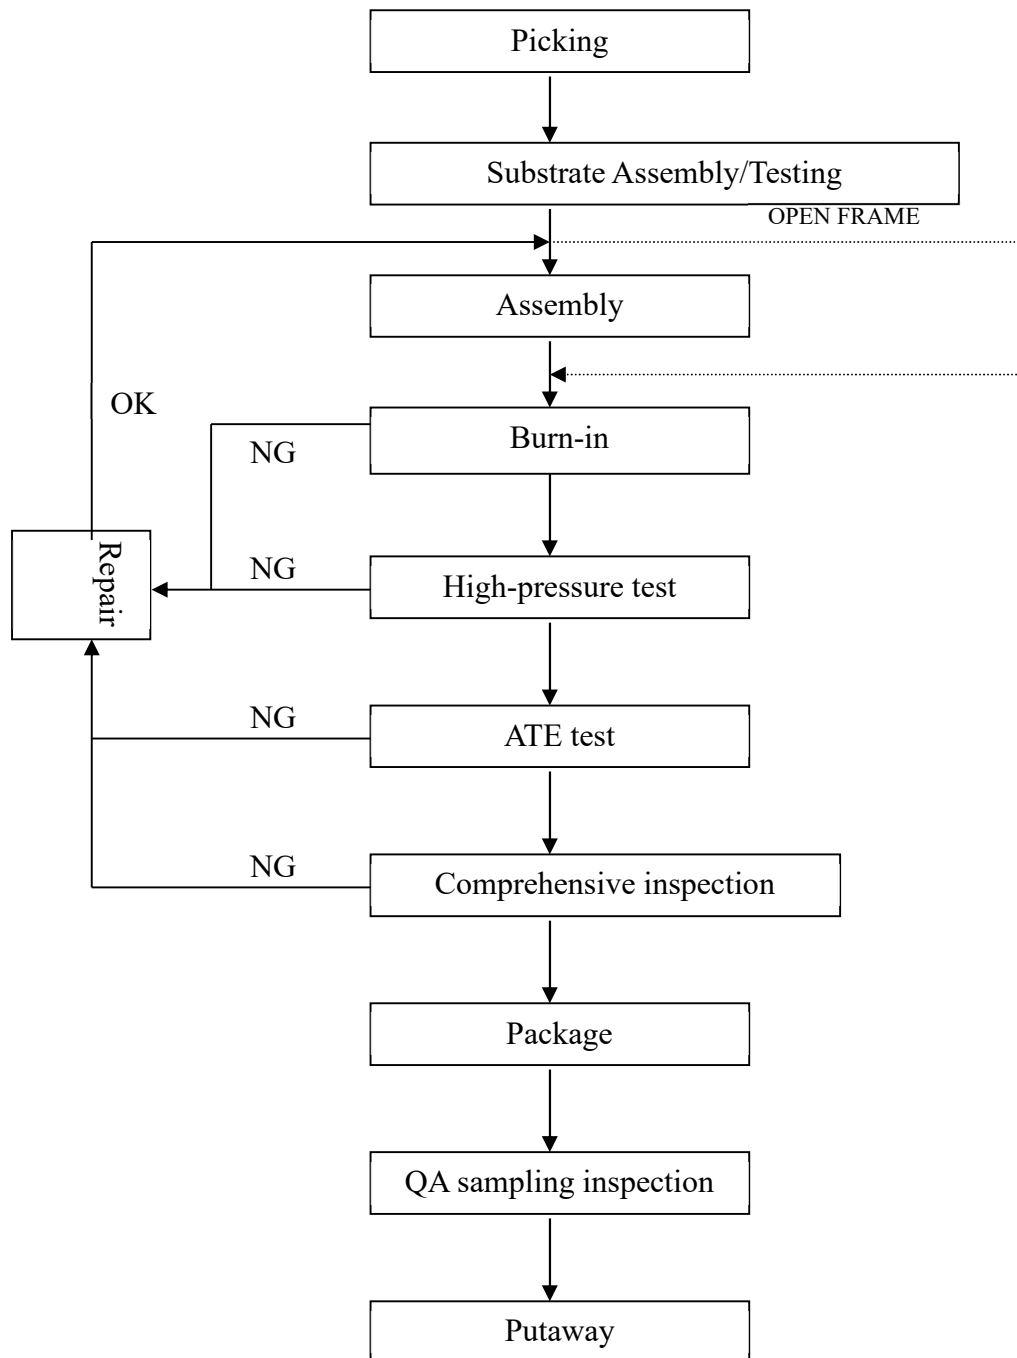 Picking
Substrate Assembly/Testing
OPEN FRAME
Assembly
OK
Burn-in
NG
Repair
NG
High-pressure test
NG
ATE test
NG
Comprehensive inspection
Package
QA sampling inspection
Putaway